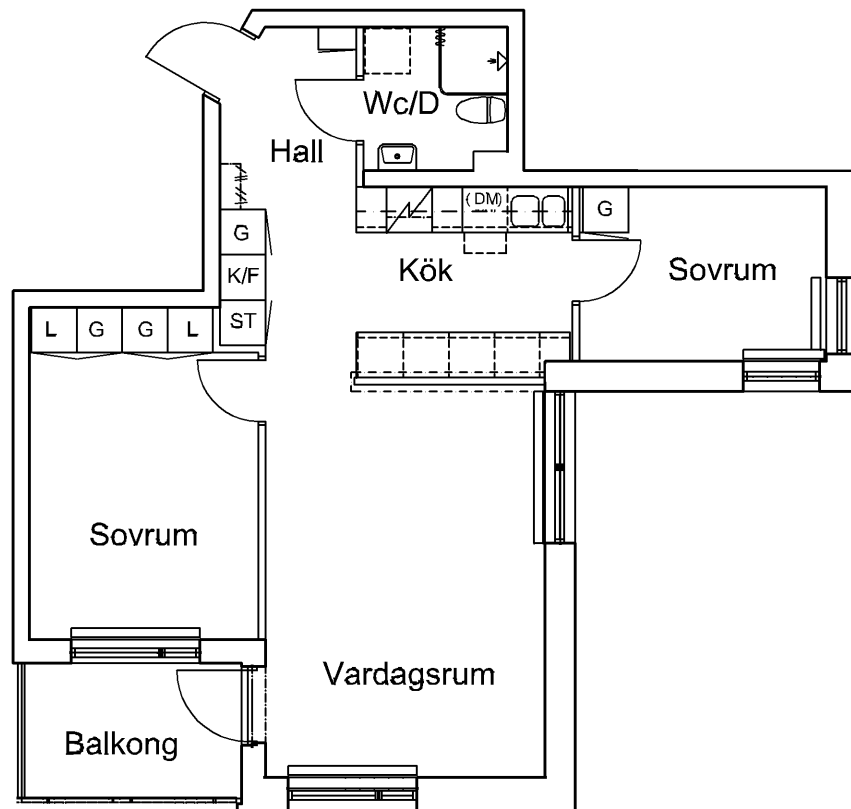 Wc/D
Hall
(DM)
G
G
K/F
Kök
Sovrum
ST
L G G L
Sovrum
Vardagsrum
Balkong